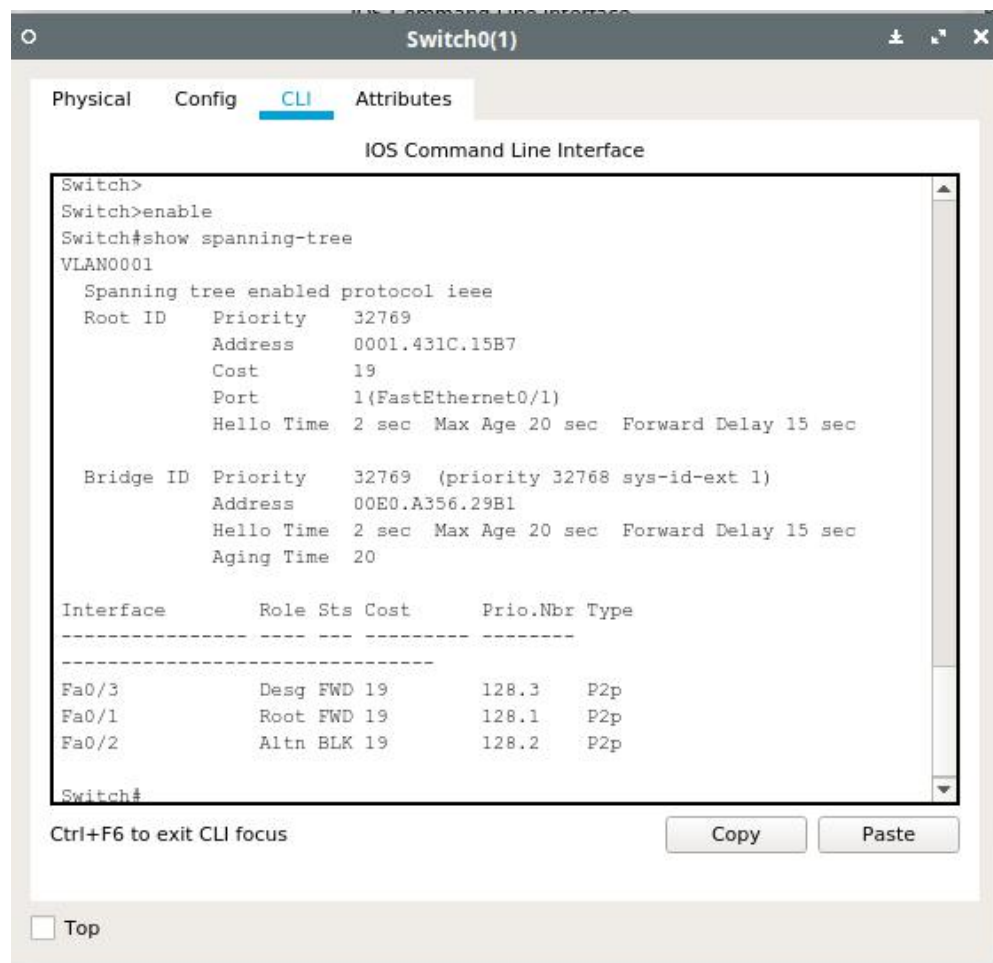 IOS Command Line Interface
Switch0(1)
Physical Config CLI Attributes
IOS Command Line Interface
Switch>
Switch>enable
Switch#show spanning-tree
VLAN0001
  Spanning tree enabled protocol ieee
  Root ID    Priority    32769
             Address     0001.431C.15B7
             Cost        19
             Port        1(FastEthernet0/1)
             Hello Time  2 sec  Max Age 20 sec  Forward Delay 15 sec

  Bridge ID  Priority    32769  (priority 32768 sys-id-ext 1)
             Address     00E0.A356.29B1
             Hello Time  2 sec  Max Age 20 sec  Forward Delay 15 sec
             Aging Time  20

Interface        Role Sts Cost      Prio.Nbr Type
---------------- ---- --- --------- --------
--------------------------------
Fa0/3            Desg FWD 19        128.3    P2p
Fa0/1            Root FWD 19        128.1    P2p
Fa0/2            Altn BLK 19        128.2    P2p

Switch#
Ctrl+F6 to exit CLI focus
Copy Paste
Top